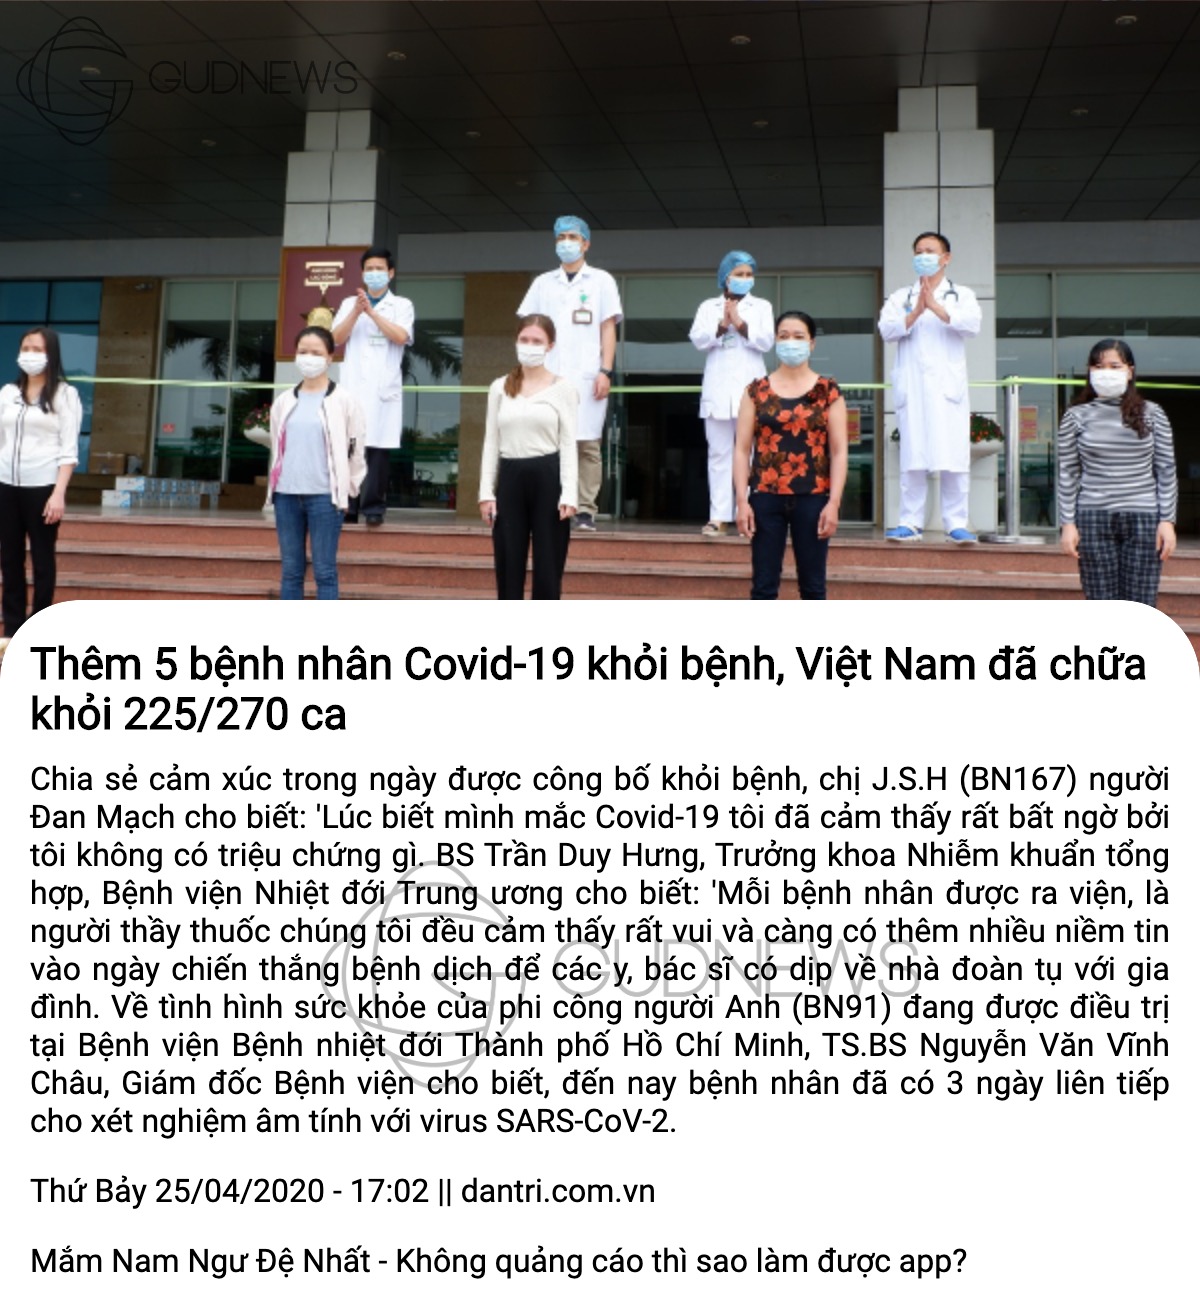 GUDNEWS
ANH HÙNG
LAO ĐỘNG
Thêm 5 bệnh nhân Covid-19 khỏi bệnh, Việt Nam đã chữa
khỏi 225/270 ca
Chia sẻ cảm xúc trong ngày được công bố khỏi bệnh, chị J.S.H (BN167) người
Đan Mạch cho biết: 'Lúc biết mình mắc Covid-19 tôi đã cảm thấy rất bất ngờ bởi
tôi không có triệu chứng gì. BS Trần Duy Hưng, Trưởng khoa Nhiễm khuẩn tổng
hợp, Bệnh viện Nhiệt đới Trung ương cho biết: 'Mỗi bệnh nhân được ra viện, là
người thầy thuốc chúng tôi đều cảm thấy rất vui và càng có thêm nhiều niềm tin
vào ngày chiến thắng bệnh dịch để các y, bác sĩ có dịp về nhà đoàn tụ với gia
GUDNEWS
đình. Về tình hình sức khỏe của phi công người Anh (BN91) đang được điều trị
tại Bệnh viện Bệnh nhiệt đới Thành phố Hồ Chí Minh, TS.BS Nguyễn Văn Vĩnh
Châu, Giám đốc Bệnh viện cho biết, đến nay bệnh nhân đã có 3 ngày liên tiếp
cho xét nghiệm âm tính với virus SARS-CoV-2.
Thứ Bảy 25/04/2020 - 17:02 || dantri.com.vn
Mắm Nam Ngư Đệ Nhất - Không quảng cáo thì sao làm được app?